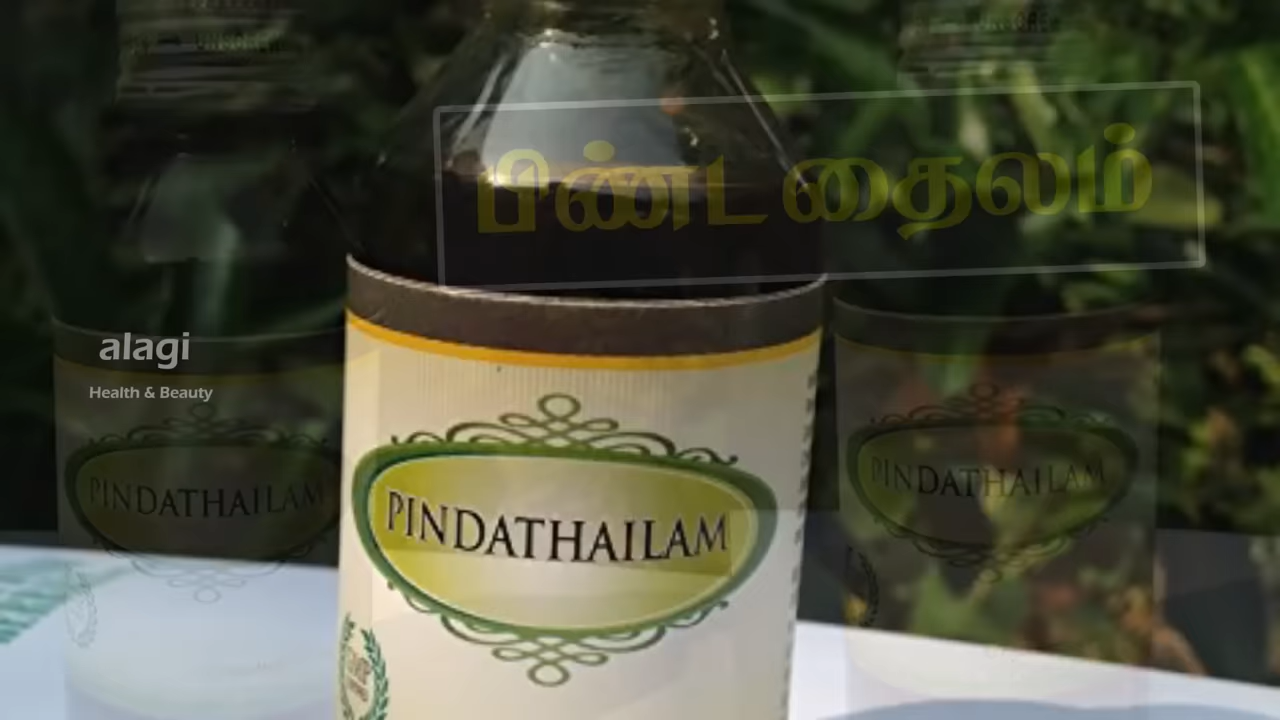 பிண்டதைலம்
alagi
Health & Beauty
PINDATHAILAM
PINDATHAILAM
PINDATHAILAM